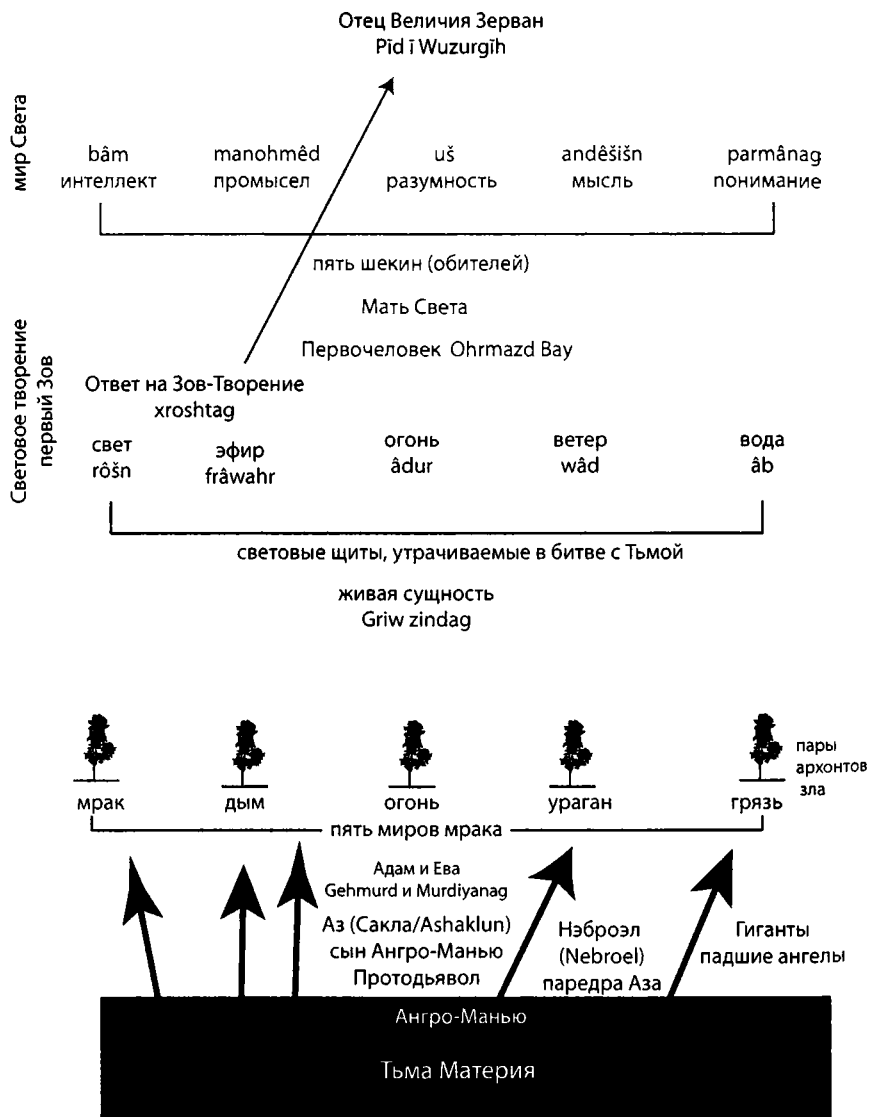 Отец Величия Зерван
Pīd ī Wuzurgīh
мир Света
bâm
интеллект
manohmêd
промысел
uš
разумность
andêšišn
мысль
parmânag
понимание
пять шекин (обителей)
Мать Света
Первочеловек Ohrmazd Bay
Световое творение
первый Зов
Ответ на Зов-Творение
xroshtag
свет
rôšn
эфир
frâwahr
огонь
âdur
ветер
wâd
вода
âb
световые щиты, утрачиваемые в битве с Тьмой
живая сущность
Griw zindag
мрак
дым
огонь
ураган
грязь
пары
архонтов
зла
пять миров мрака
Адам и Ева
Gehmurd и Murdiyanag
Аз (Сакла/Ashaklun)
сын Ангро-Манью
Протодьявол
Нэброэл
(Nebroel)
паредра Аза
Гиганты
падшие ангелы
Ангро-Манью
Тьма Материя